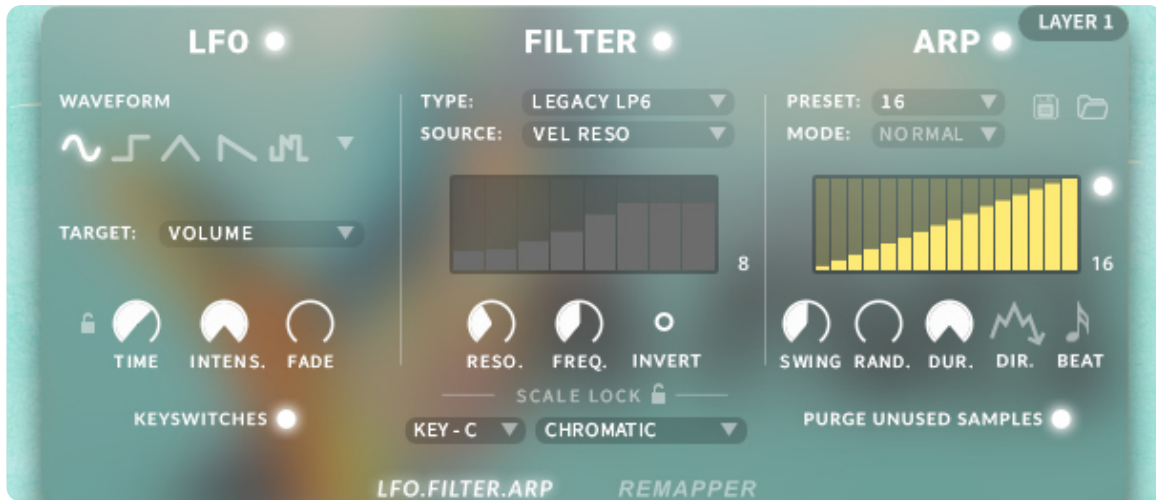 LAYER 1
LFO
FILTER
ARP
WAVEFORM
TARGET: VOLUME
TIME INTENS. FADE
KEYSWITCHES
TYPE: LEGACY LP6
SOURCE: VEL RESO
8
RESO. FREQ. INVERT
SCALE LOCK
KEY - C CHROMATIC
PRESET: 16
MODE: NORMAL
16
SWING RAND. DUR. DIR. BEAT
PURGE UNUSED SAMPLES
LFO.FILTER.ARP REMAPPER